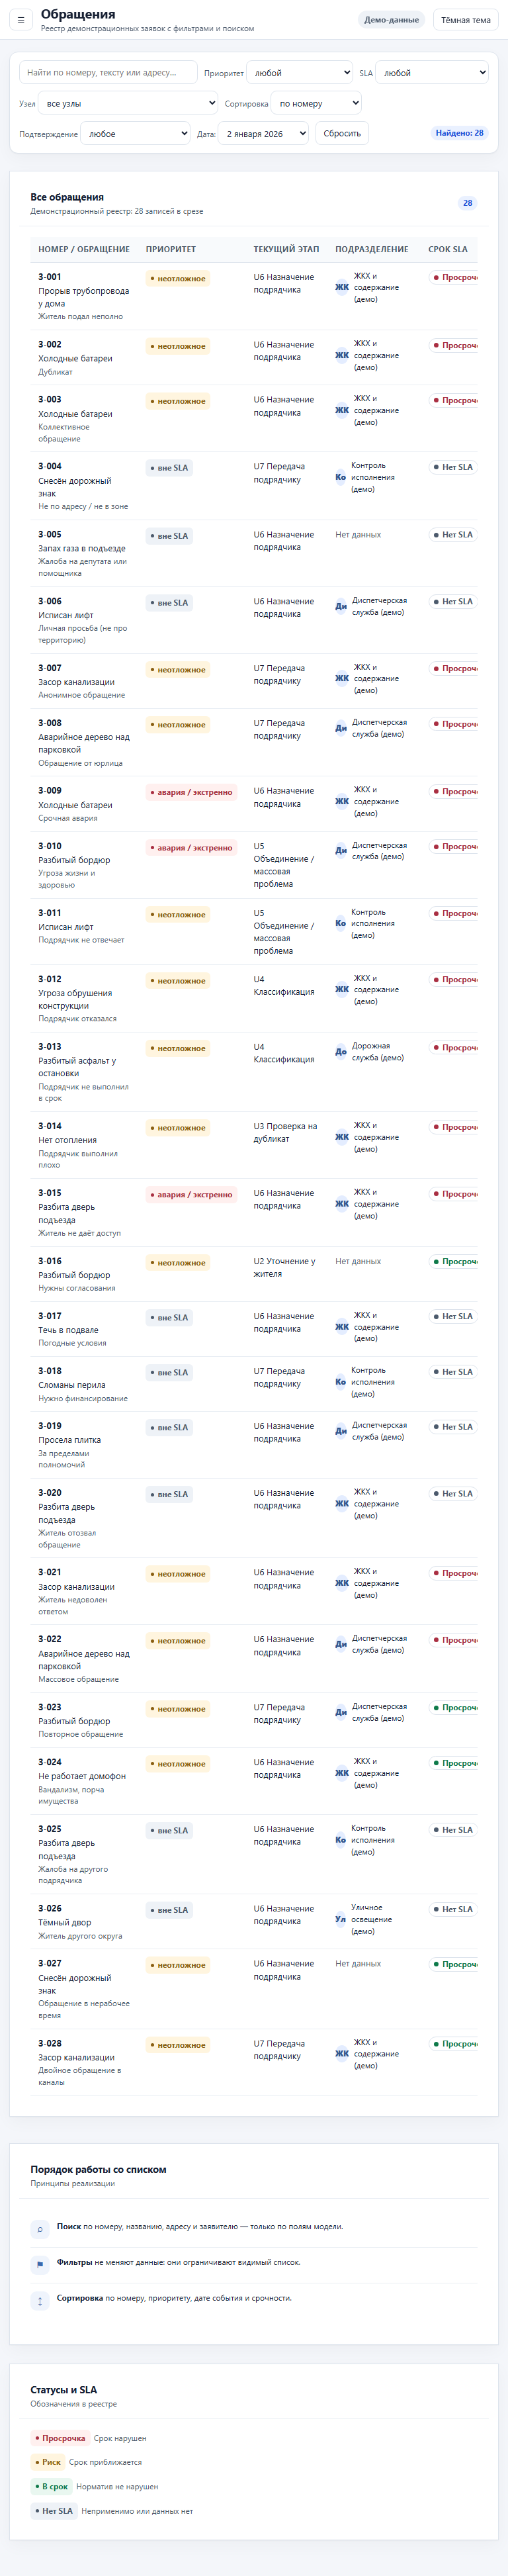 ☰
Обращения
Реестр демонстрационных заявок с фильтрами и поиском
Демо-данные
Тёмная тема
Найти по номеру, тексту или адресу...
Приоритет любой
SLA любой
Узел все узлы
Сортировка по номеру
Подтверждение любое
Дата: 2 января 2026
Сбросить
Найдено: 28
Все обращения
Демонстрационный реестр: 28 записей в срезе
28
НОМЕР / ОБРАЩЕНИЕ ПРИОРИТЕТ ТЕКУЩИЙ ЭТАП ПОДРАЗДЕЛЕНИЕ СРОК SLA
З-001
Прорыв трубопровода
у дома
Житель подал неполно
неотложное
U6 Назначение
подрядчика
ЖК
ЖКХ и
содержание
(демо)
Просроч
З-002
Холодные батареи
Дубликат
неотложное
U6 Назначение
подрядчика
ЖК
ЖКХ и
содержание
(демо)
Просроч
З-003
Холодные батареи
Коллективное
обращение
неотложное
U6 Назначение
подрядчика
ЖК
ЖКХ и
содержание
(демо)
Просроч
З-004
Снесён дорожный
знак
Не по адресу / не в зоне
вне SLA
U7 Передача
подрядчику
Ко
Контроль
исполнения
(демо)
Нет SLA
З-005
Запах газа в подъезде
Жалоба на депутата или
помощника
вне SLA
U6 Назначение
подрядчика
Нет данных
Нет SLA
З-006
Исписан лифт
Личная просьба (не про
территорию)
вне SLA
U6 Назначение
подрядчика
Ди
Диспетчерская
служба (демо)
Нет SLA
З-007
Засор канализации
Анонимное обращение
неотложное
U7 Передача
подрядчику
ЖК
ЖКХ и
содержание
(демо)
Просроч
З-008
Аварийное дерево над
парковкой
Обращение от юрлица
неотложное
U7 Передача
подрядчику
Ди
Диспетчерская
служба (демо)
Просроч
З-009
Холодные батареи
Срочная авария
авария / экстренно
U6 Назначение
подрядчика
ЖК
ЖКХ и
содержание
(демо)
Просроч
З-010
Разбитый бордюр
Угроза жизни и
здоровью
авария / экстренно
U5
Объединение /
массовая
проблема
Ди
Диспетчерская
служба (демо)
Просроч
З-011
Исписан лифт
Подрядчик не отвечает
неотложное
U5
Объединение /
массовая
проблема
Ко
Контроль
исполнения
(демо)
Просроч
З-012
Угроза обрушения
конструкции
Подрядчик отказался
неотложное
U4
Классификация
ЖК
ЖКХ и
содержание
(демо)
Просроч
З-013
Разбитый асфальт у
остановки
Подрядчик не выполнил
в срок
неотложное
U4
Классификация
До
Дорожная
служба (демо)
Просроч
З-014
Нет отопления
Подрядчик выполнил
плохо
неотложное
U3 Проверка на
дубликат
ЖК
ЖКХ и
содержание
(демо)
Просроч
З-015
Разбита дверь
подъезда
Житель не даёт доступ
авария / экстренно
U6 Назначение
подрядчика
ЖК
ЖКХ и
содержание
(демо)
Просроч
З-016
Разбитый бордюр
Нужны согласования
неотложное
U2 Уточнение у
жителя
Нет данных
Просроч
З-017
Течь в подвале
Погодные условия
вне SLA
U6 Назначение
подрядчика
ЖК
ЖКХ и
содержание
(демо)
Нет SLA
З-018
Сломаны перила
Нужно финансирование
вне SLA
U7 Передача
подрядчику
Ко
Контроль
исполнения
(демо)
Нет SLA
З-019
Просела плитка
За пределами
полномочий
вне SLA
U6 Назначение
подрядчика
Ди
Диспетчерская
служба (демо)
Нет SLA
З-020
Разбита дверь
подъезда
Житель отозвал
обращение
вне SLA
U6 Назначение
подрядчика
ЖК
ЖКХ и
содержание
(демо)
Нет SLA
З-021
Засор канализации
Житель недоволен
ответом
неотложное
U6 Назначение
подрядчика
ЖК
ЖКХ и
содержание
(демо)
Просроч
З-022
Аварийное дерево над
парковкой
Массовое обращение
неотложное
U6 Назначение
подрядчика
Ди
Диспетчерская
служба (демо)
Просроч
З-023
Разбитый бордюр
Повторное обращение
неотложное
U7 Передача
подрядчику
Ди
Диспетчерская
служба (демо)
Просроч
З-024
Не работает домофон
Вандализм, порча
имущества
неотложное
U6 Назначение
подрядчика
ЖК
ЖКХ и
содержание
(демо)
Просроч
З-025
Разбита дверь
подъезда
Жалоба на другого
подрядчика
вне SLA
U6 Назначение
подрядчика
Ко
Контроль
исполнения
(демо)
Нет SLA
З-026
Тёмный двор
Житель другого округа
вне SLA
U6 Назначение
подрядчика
Ул
Уличное
освещение
(демо)
Нет SLA
З-027
Снесён дорожный
знак
Обращение в нерабочее
время
неотложное
U6 Назначение
подрядчика
Нет данных
Просроч
З-028
Засор канализации
Двойное обращение в
каналы
неотложное
U7 Передача
подрядчику
ЖК
ЖКХ и
содержание
(демо)
Просроч
Порядок работы со списком
Принципы реализации
Поиск по номеру, названию, адресу и заявителю — только по полям модели.
Фильтры не меняют данные: они ограничивают видимый список.
Сортировка по номеру, приоритету, дате события и срочности.
Статусы и SLA
Обозначения в реестре
Просрочка Срок нарушен
Риск Срок приближается
В срок Норматив не нарушен
Нет SLA Неприменимо или данных нет